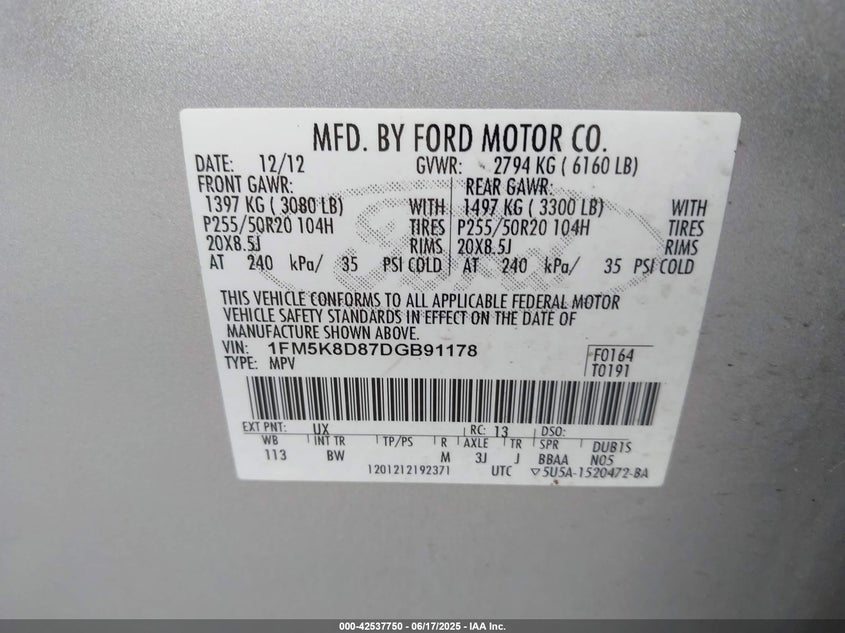 MFD. BY FORD MOTOR CO.
DATE: 12/12 GVWR: 2794 KG ( 6160 LB)
FRONT GAWR: REAR GAWR:
1397 KG ( 3080 LB) WITH 1497 KG ( 3300 LB) WITH
P255/50R20 104H TIRES P255/50R20 104H TIRES
20X8.5J RIMS 20X8.5J RIMS
AT 240 kPa/ 35 PSI COLD AT 240 kPa/ 35 PSI COLD
THIS VEHICLE CONFORMS TO ALL APPLICABLE FEDERAL MOTOR
VEHICLE SAFETY STANDARDS IN EFFECT ON THE DATE OF
MANUFACTURE SHOWN ABOVE.
VIN: 1FM5K8D87DGB91178 F0164
TYPE: MPV T0191
EXT PNT: UX RC: 13 DSO:
WB INT TR TP/PS R AXLE TR SPR DUB1S
113 BW M 3J J BBAA N05
1201212192371 UTC ▽5U5A-1520472-BA
Ford
000-42537750 - 06/17/2025 - IAA Inc.